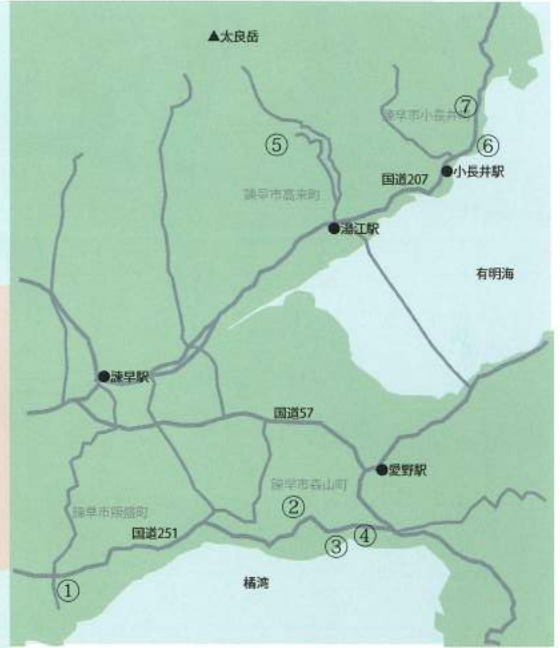 ▲太良岳
⑦
諫早市小長井町
⑤
⑥
●小長井駅
国道207
諫早市高来町
●湯江駅
有明海
●諫早駅
国道57
●愛野駅
諫早市森山町
②
諫早市飯盛町
国道251
④
③
橘湾
①